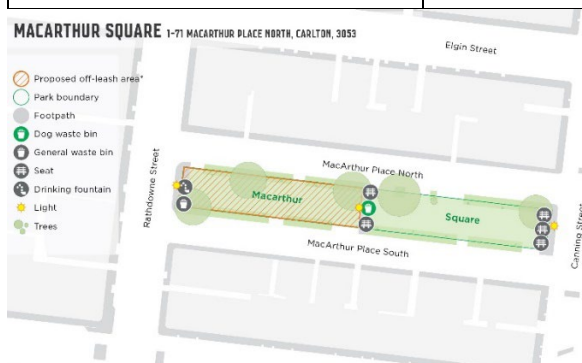 MACARTHUR SQUARE 1-71 MACARTHUR PLACE NORTH, CARLTON, 3053
Elgin Street
Proposed off-leash area*
Park boundary
Footpath
Dog waste bin
General waste bin
Seat
Drinking fountain
Light
Trees
Rathdowne Street
MacArthur Place North
Macarthur
Square
MacArthur Place South
Canning Street